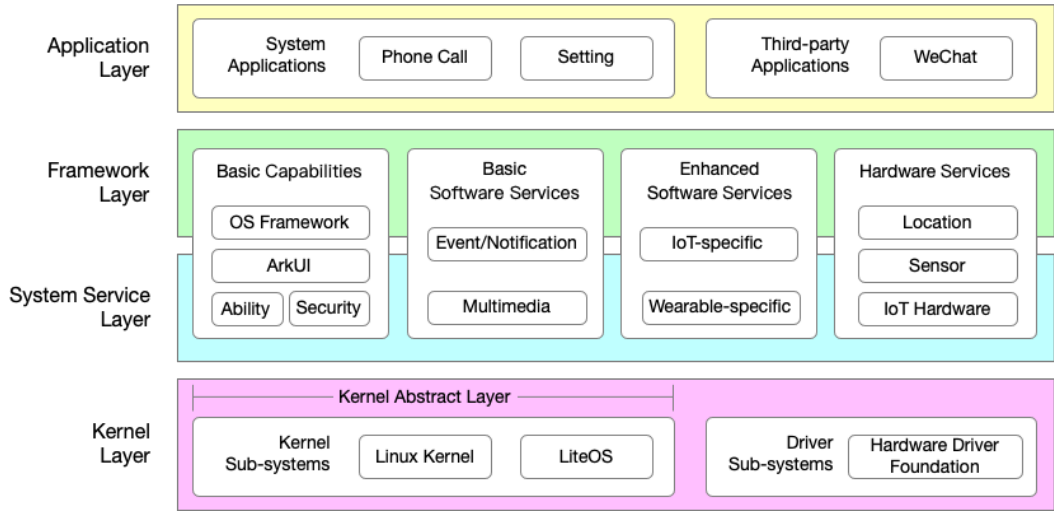 Application
Layer
System
Applications
Phone Call
Setting
Third-party
Applications
WeChat
Framework
Layer
System Service
Layer
Basic Capabilities
OS Framework
ArkUI
Ability
Security
Basic
Software Services
Event/Notification
Multimedia
Enhanced
Software Services
IoT-specific
Wearable-specific
Hardware Services
Location
Sensor
IoT Hardware
Kernel
Layer
Kernel Abstract Layer
Kernel
Sub-systems
Linux Kernel
LiteOS
Driver
Sub-systems
Hardware Driver
Foundation